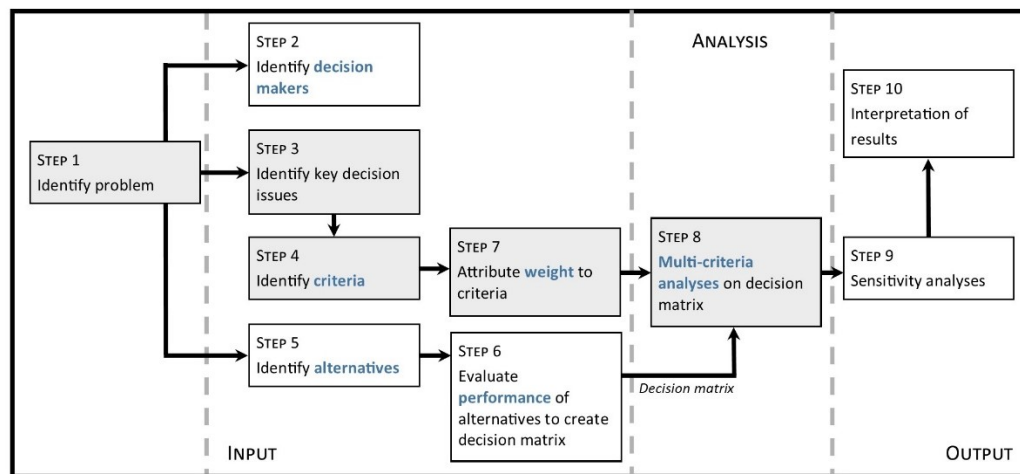 STEP 1
Identify problem
STEP 2
Identify decision
makers
STEP 3
Identify key decision
issues
STEP 4
Identify criteria
STEP 5
Identify alternatives
STEP 7
Attribute weight to
criteria
STEP 6
Evaluate
performance of
alternatives to create
decision matrix
INPUT
ANALYSIS
STEP 8
Multi-criteria
analyses on decision
matrix
Decision matrix
STEP 10
Interpretation of
results
STEP 9
Sensitivity analyses
OUTPUT